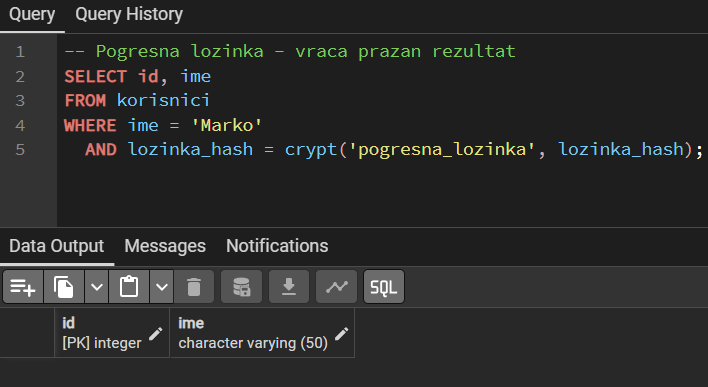 Query Query History
1 -- Pogresna lozinka - vraca prazan rezultat
2 SELECT id, ime
3 FROM korisnici
4 WHERE ime = 'Marko'
5 AND lozinka_hash = crypt('pogresna_lozinka', lozinka_hash);
Data Output Messages Notifications
SQL
id ime
[PK] integer character varying (50)